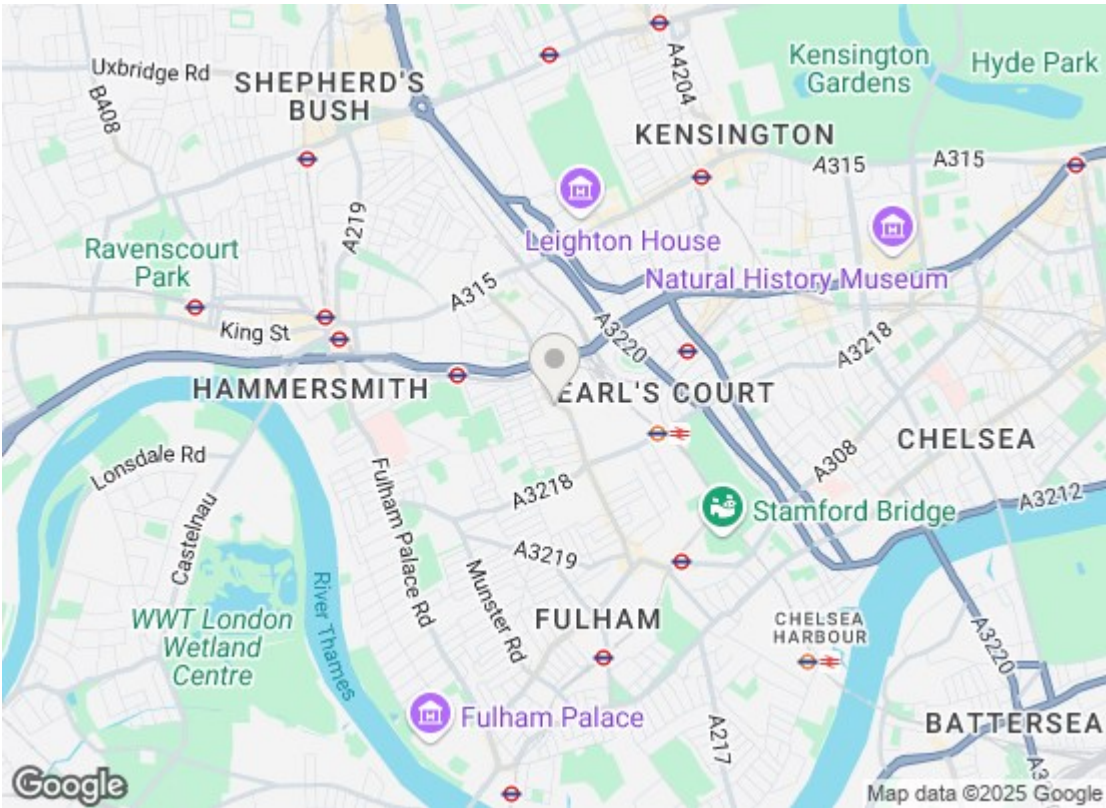 Uxbridge Rd
B408
SHEPHERD'S
BUSH
A4204
Kensington
Gardens
Hyde Park
KENSINGTON
A315
A315
A219
Ravenscourt
Park
Leighton House
Natural History Museum
A315
King St
A3220
A3218
HAMMERSMITH
EARL'S COURT
CHELSEA
Lonsdale Rd
A308
Fulham Palace Rd
A3218
A3212
Castelnau
Stamford Bridge
A3219
Munster Rd
River Thames
WWT London
Wetland
Centre
FULHAM
CHELSEA
HARBOUR
A3220
Fulham Palace
A217
BATTERSEA
Google
Map data ©2025 Google